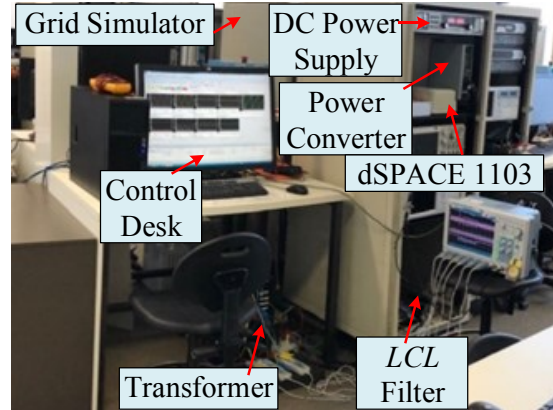 Grid Simulator
DC Power
Supply
Power
Converter
dSPACE 1103
Control
Desk
Transformer
LCL
Filter